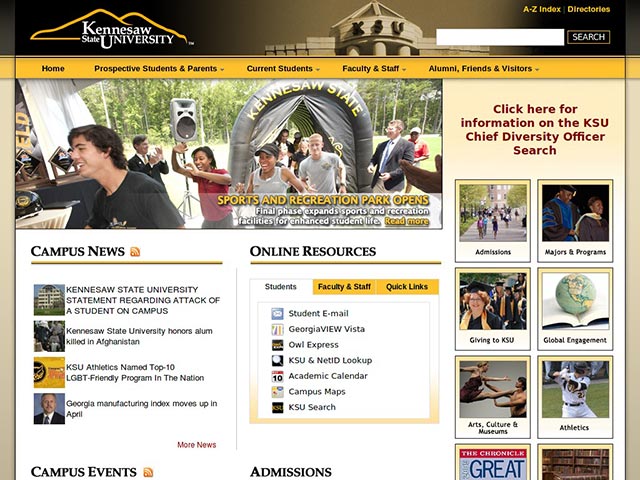 A-Z Index | Directories
Kennesaw
State UNIVERSITY™
KSU
SEARCH
Home
Prospective Students & Parents
Current Students
Faculty & Staff
Alumni, Friends & Visitors
KENNESAW STATE
SPORTS AND RECREATION PARK OPENS
Final phase expands sports and recreation
facilities for enhanced student life. Read more
Click here for
information on the KSU
Chief Diversity Officer
Search
Admissions
Majors & Programs
Giving to KSU
Global Engagement
Arts, Culture &
Museums
Athletics
THE CHRONICLE
GREAT
CAMPUS NEWS
KENNESAW STATE UNIVERSITY
STATEMENT REGARDING ATTACK OF
A STUDENT ON CAMPUS
Kennesaw State University honors alum
killed in Afghanistan
KSU Athletics Named Top-10
LGBT-Friendly Program In The Nation
Georgia manufacturing index moves up in
April
More News
ONLINE RESOURCES
Students
Faculty & Staff
Quick Links
Student E-mail
GeorgiaVIEW Vista
Owl Express
KSU & NetID Lookup
10 Academic Calendar
Campus Maps
KSU Search
CAMPUS EVENTS
ADMISSIONS